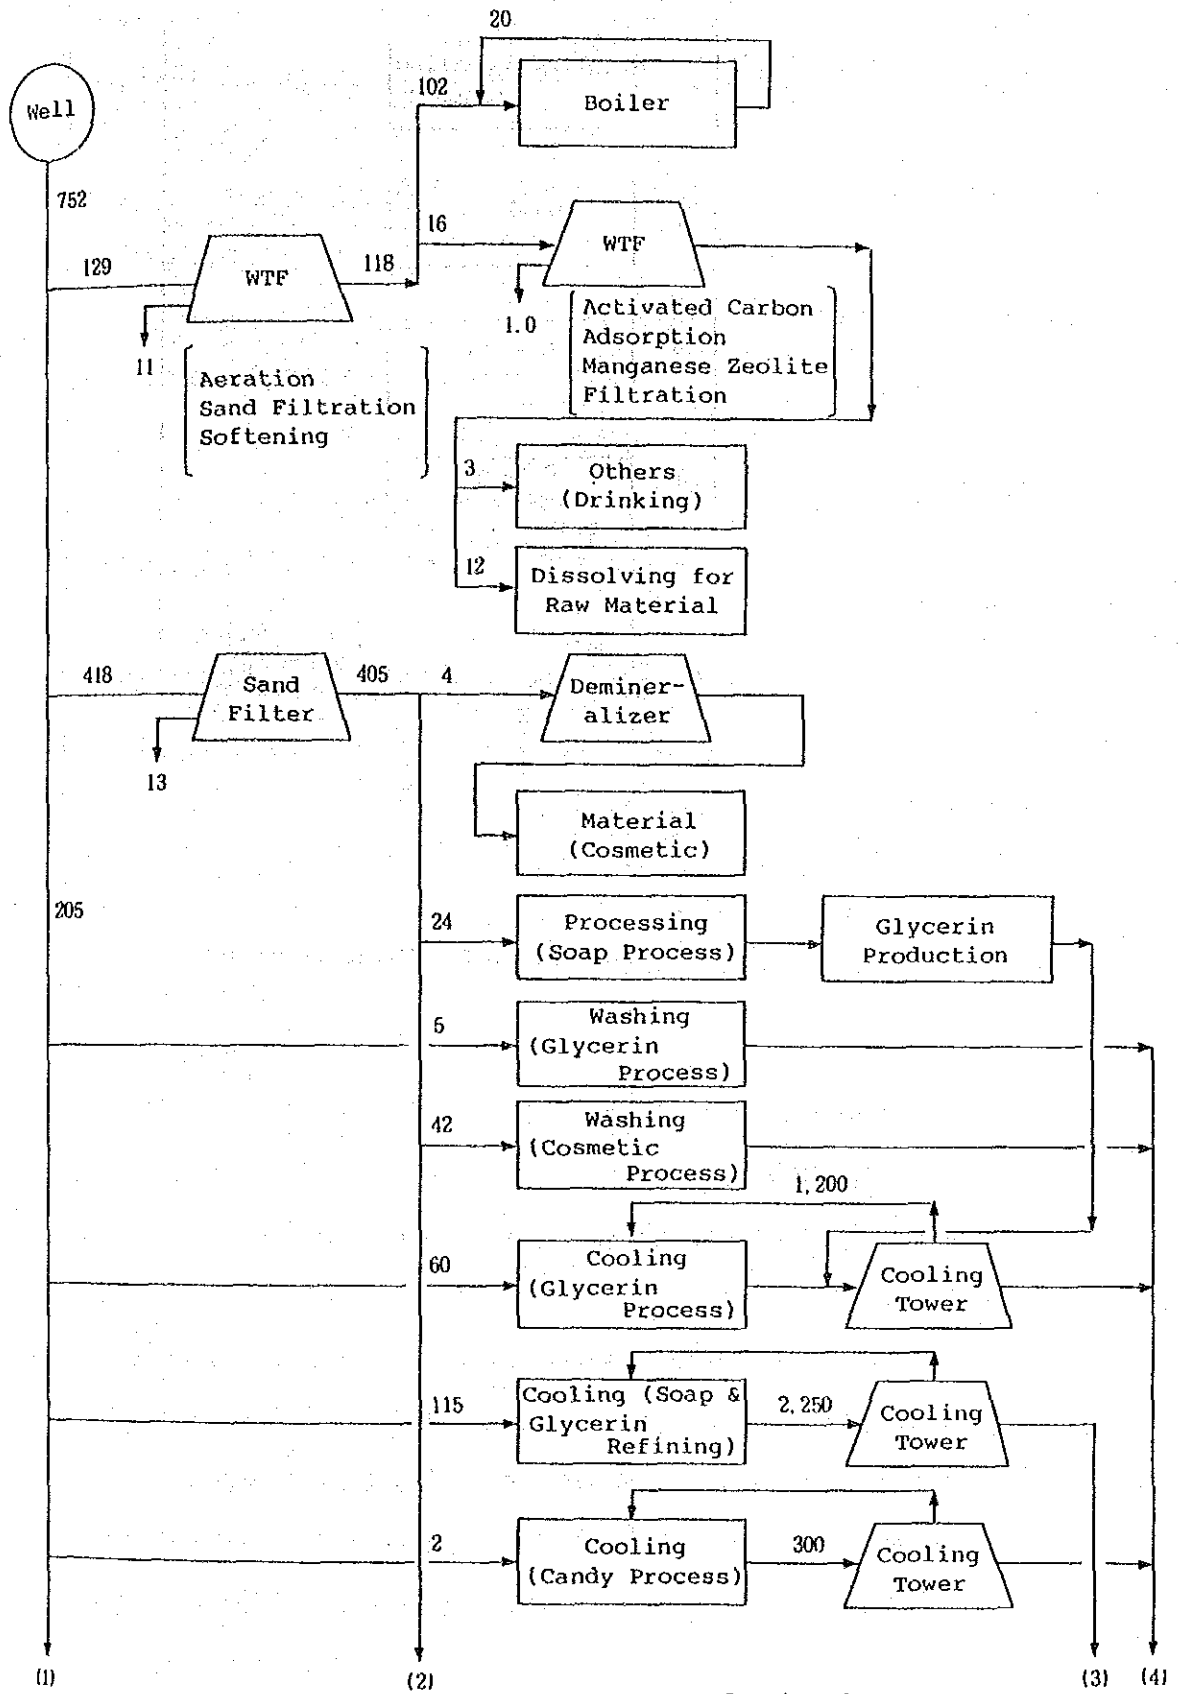 20
102
Boiler
Well
752
16
WTF
129
WTF
118
1.0
11
Activated Carbon
Adsorption
Manganese Zeolite
Filtration
Aeration
Sand Filtration
Softening
3
Others
(Drinking)
12
Dissolving for
Raw Material
418
Sand
Filter
405
4
Deminer-
alizer
13
Material
(Cosmetic)
205
24
Processing
(Soap Process)
Glycerin
Production
5
Washing
(Glycerin
Process)
42
Washing
(Cosmetic
Process)
1,200
60
Cooling
(Glycerin
Process)
Cooling
Tower
115
Cooling (Soap &
Glycerin
Refining)
2,250
Cooling
Tower
2
Cooling
(Candy Process)
300
Cooling
Tower
(1)
(2)
(3)
(4)